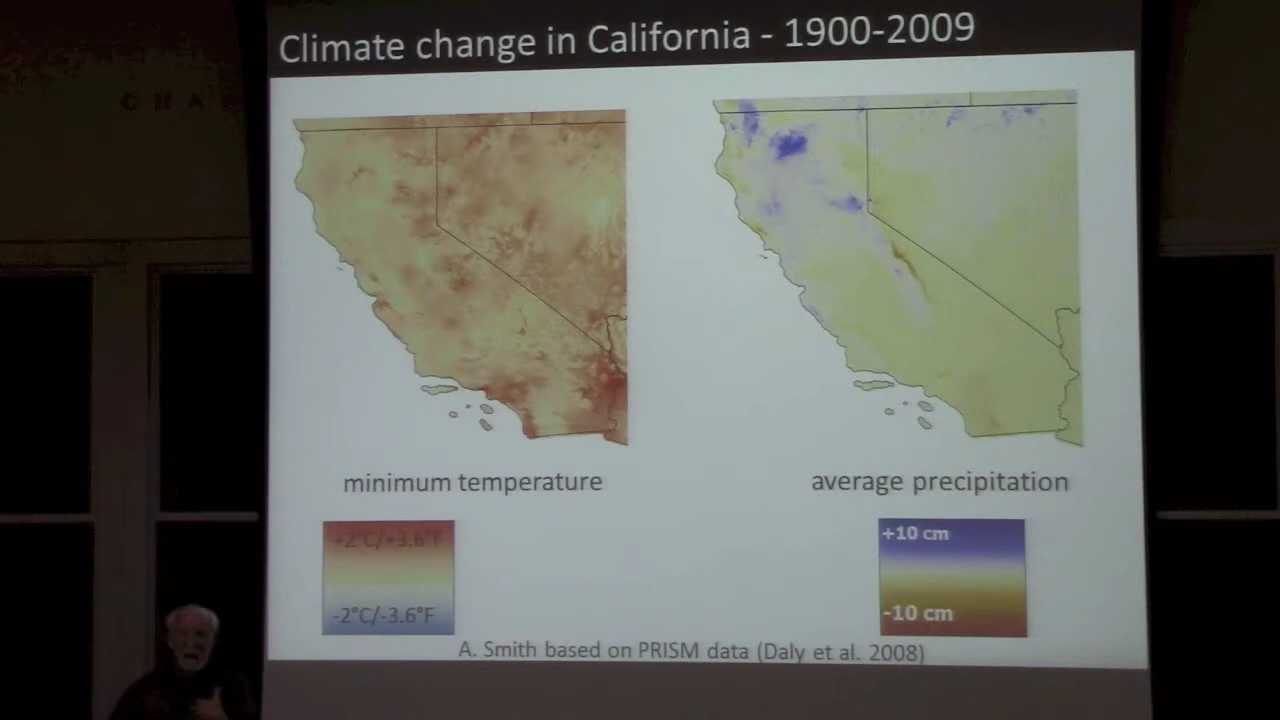 Climate change in California - 1900-2009
CHA
minimum temperature
average precipitation
+2°C/+3.6°F
-2°C/-3.6°F
+10 cm
-10 cm
A. Smith based on PRISM data (Daly et al. 2008)